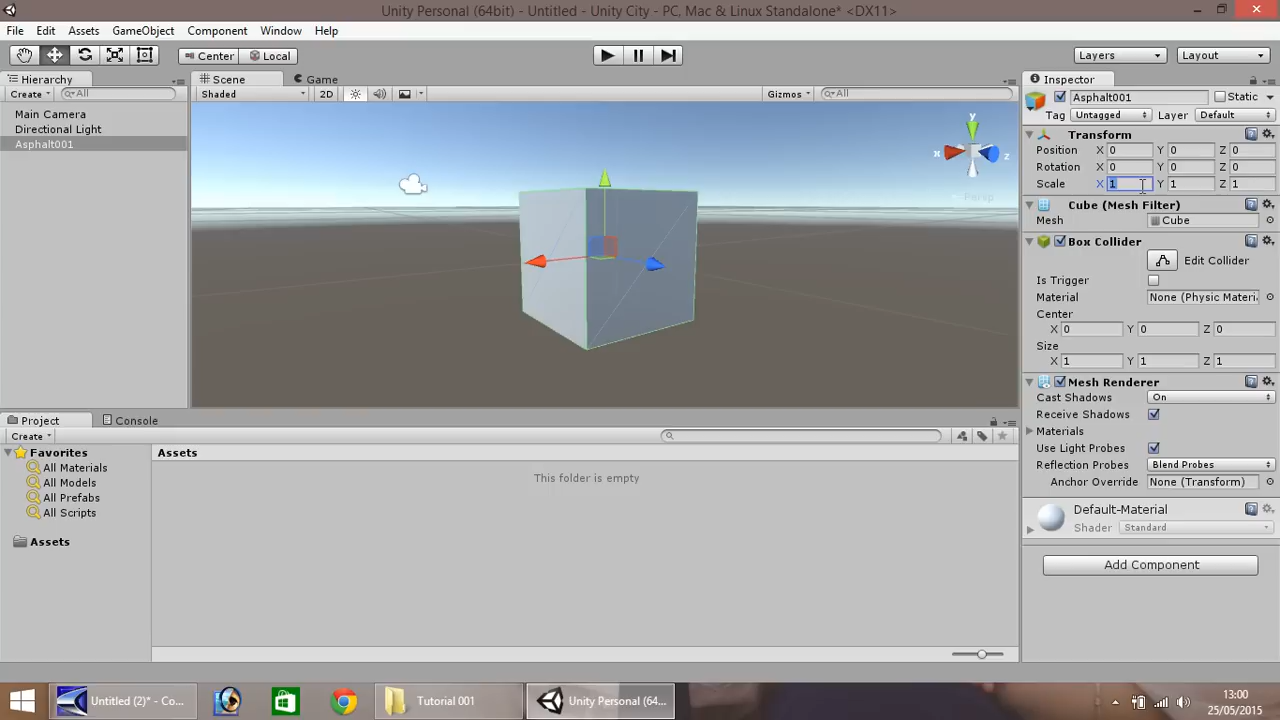 Unity Personal (64bit) - Untitled - Unity City - PC, Mac & Linux Standalone* <DX11>
File Edit Assets GameObject Component Window Help
Center Local Layers Layout
Hierarchy
Create All
Main Camera
Directional Light
Asphalt001
Scene Game
Shaded 2D Gizmos All
y
x
z
Persp
Inspector
Asphalt001 Static
Tag Untagged Layer Default
Transform
Position X 0 Y 0 Z 0
Rotation X 0 Y 0 Z 0
Scale X 1 Y 1 Z 1
Cube (Mesh Filter)
Mesh Cube
Box Collider
Edit Collider
Is Trigger
Material None (Physic Materi
Center
X 0 Y 0 Z 0
Size
X 1 Y 1 Z 1
Mesh Renderer
Cast Shadows On
Receive Shadows
Materials
Use Light Probes
Reflection Probes Blend Probes
Anchor Override None (Transform)
Default-Material
Shader Standard
Add Component
Project Console
Create
Favorites
All Materials
All Models
All Prefabs
All Scripts
Assets
Assets
This folder is empty
Untitled (2)* - Co...
Tutorial 001
Unity Personal (64...
13:00
25/05/2015